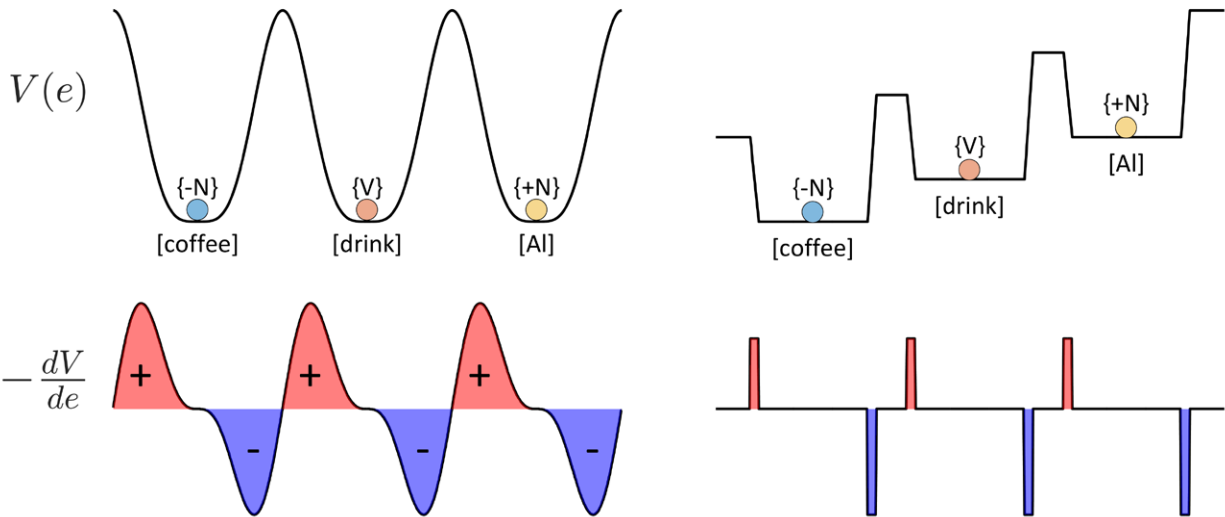 V(e)
{-N} {V} {+N}
[coffee] [drink] [Al]
{+N}
[Al]
{V}
[drink]
{-N}
[coffee]
-dV/de
+ + +
- - -